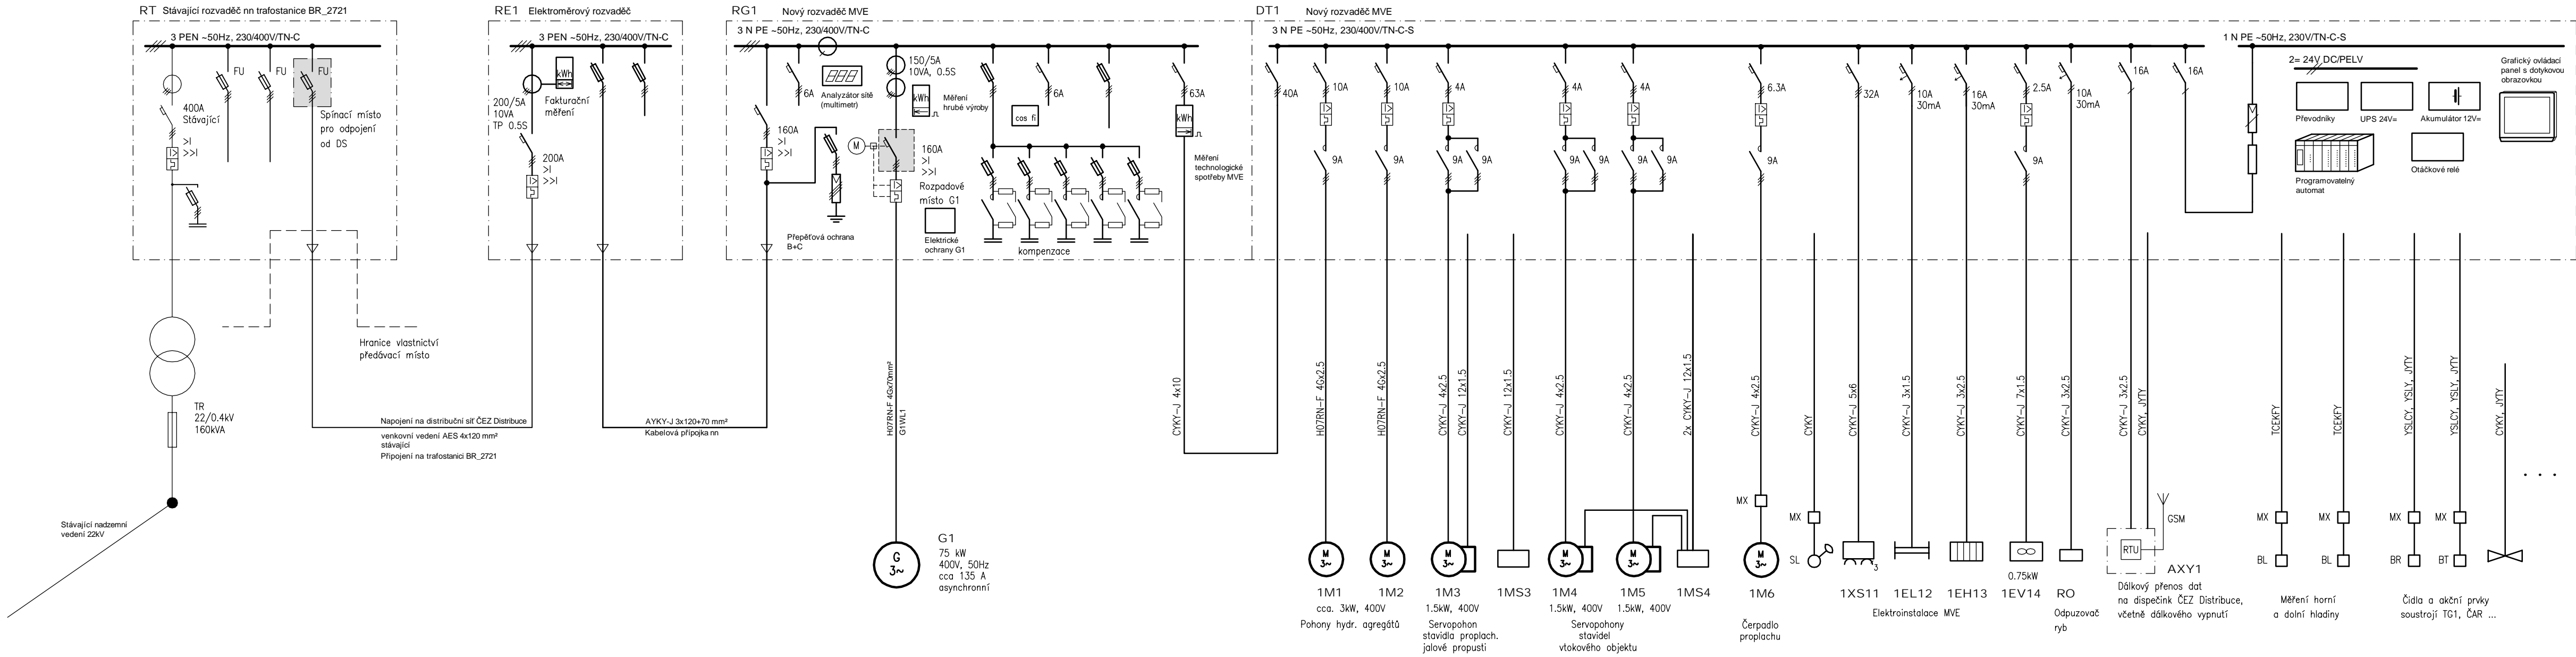 RT Stávající rozvaděč nn trafostanice BR_2721
3 PEN ~50Hz, 230/400V/TN-C
FU
FU
FU
400A
Stávající
>I
>>I
Spínací místo
pro odpojení
od DS
Hranice vlastnictví
předávací místo
TR
22/0.4kV
160kVA
Stávající nadzemní
vedení 22kV
Napojení na distribuční síť ČEZ Distribuce
venkovní vedení AES 4x120 mm²
stávající
Připojení na trafostanici BR_2721
RE1 Elektroměrový rozvaděč
3 PEN ~50Hz, 230/400V/TN-C
kWh
200/5A
10VA
TP 0.5S
Fakturační
měření
200A
>I
>>I
AYKY-J 3x120+70 mm²
Kabelová přípojka nn
RG1 Nový rozvaděč MVE
3 N PE ~50Hz, 230/400V/TN-C
6A
Analyzátor sítě
(multimetr)
150/5A
10VA, 0.5S
kWh
Měření
hrubé výroby
160A
>I
>>I
M
160A
>I
>>I
Rozpadové
místo G1
Elektrické
ochrany G1
Přepěťová ochrana
B+C
6A
cos fi
kompenzace
63A
kWh
Měření
technologické
spotřeby MVE
H07RN-F 4Gx70mm²
G1WL1
CYKY-J 4x10
G
3~
G1
75 kW
400V, 50Hz
cca 135 A
asynchronní
DT1 Nový rozvaděč MVE
3 N PE ~50Hz, 230/400V/TN-C-S
40A
10A
10A
4A
4A
4A
6.3A
32A
10A
30mA
16A
30mA
2.5A
10A
30mA
16A
16A
9A
9A
9A
9A
9A
9A
9A
9A
9A
9A
1 N PE ~50Hz, 230V/TN-C-S
2= 24V DC/PELV
Převodníky
UPS 24V=
Akumulátor 12V=
Grafický ovládací
panel s dotykovou
obrazovkou
Programovatelný
automat
Otáčkové relé
H07RN-F 4Gx2.5
H07RN-F 4Gx2.5
CYKY-J 4x2.5
CYKY-J 12x1.5
CYKY-J 12x1.5
CYKY-J 4x2.5
CYKY-J 4x2.5
2x CYKY-J 12x1.5
CYKY-J 4x2.5
CYKY
CYKY-J 5x6
CYKY-J 3x1.5
CYKY-J 3x2.5
CYKY-J 7x1.5
CYKY-J 3x2.5
CYKY-J 3x2.5
CYKY, JYTY
TCEKFY
TCEKFY
YSLCY, YSLY, JYTY
YSLCY, YSLY, JYTY
CYKY, JYTY
. . .
MX
MX
MX
MX
MX
MX
SL
3
0.75kW
RTU
GSM
AXY1
BL
BL
BR
BT
M
3~
M
3~
M
3~
M
3~
M
3~
M
3~
1M1
1M2
cca. 3kW, 400V
Pohony hydr. agregátů
1M3
1MS3
1.5kW, 400V
Servopohon
stavidla proplach.
jalové propusti
1M4
1M5
1MS4
1.5kW, 400V
1.5kW, 400V
Servopohony
stavidel
vtokového objektu
1M6
Čerpadlo
proplachu
1XS11
1EL12
1EH13
1EV14
Elektroinstalace MVE
RO
Odpuzovač
ryb
Dálkový přenos dat
na dispečink ČEZ Distribuce,
včetně dálkového vypnutí
Měření horní
a dolní hladiny
Čidla a akční prvky
soustrojí TG1, ČAR ...